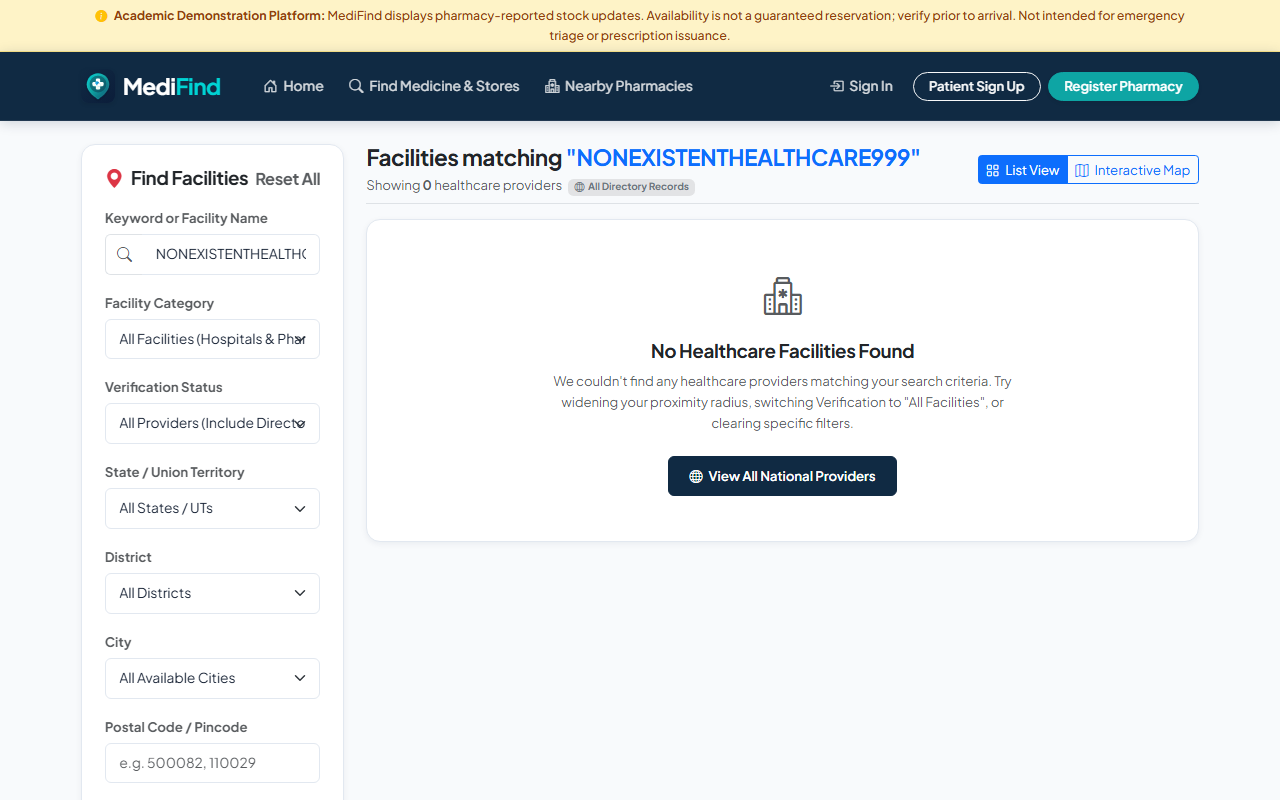 Academic Demonstration Platform: MediFind displays pharmacy-reported stock updates. Availability is not a guaranteed reservation; verify prior to arrival. Not intended for emergency
triage or prescription issuance.
MediFind
Home
Find Medicine & Stores
Nearby Pharmacies
Sign In
Patient Sign Up
Register Pharmacy
Find Facilities
Reset All
Keyword or Facility Name
NONEXISTENTHEALTHC
Facility Category
All Facilities (Hospitals & Phar
Verification Status
All Providers (Include Directo
State / Union Territory
All States / UTs
District
All Districts
City
All Available Cities
Postal Code / Pincode
e.g. 500082, 110029
Facilities matching "NONEXISTENTHEALTHCARE999"
Showing 0 healthcare providers
All Directory Records
List View
Interactive Map
No Healthcare Facilities Found
We couldn't find any healthcare providers matching your search criteria. Try
widening your proximity radius, switching Verification to "All Facilities", or
clearing specific filters.
View All National Providers